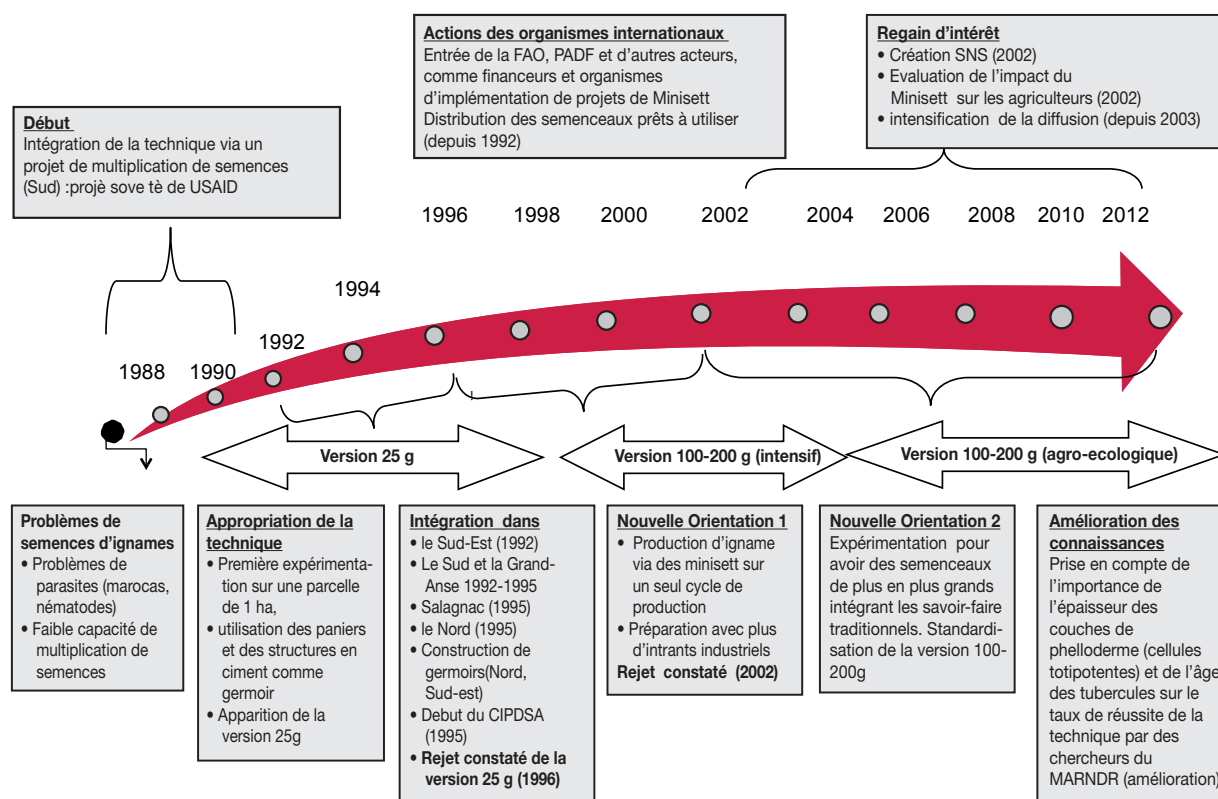 Actions des organismes internationaux
Entrée de la FAO, PADF et d'autres acteurs,
comme financeurs et organismes
d'implémentation de projets de Minisett
Distribution des semenceaux prêts à utiliser
(depuis 1992)
Regain d'intérêt
• Création SNS (2002)
• Evaluation de l'impact du
Minisett sur les agriculteurs (2002)
• intensification de la diffusion (depuis 2003)
Début
Intégration de la technique via un
projet de multiplication de semences
(Sud) :projè sove tè de USAID
1988
1990
1992
1994
1996
1998
2000
2002
2004
2006
2008
2010
2012
Version 25 g
Version 100-200 g (intensif)
Version 100-200 g (agro-ecologique)
Problèmes de
semences d'ignames
• Problèmes de
parasites (marocas,
nématodes)
• Faible capacité de
multiplication de
semences
Appropriation de la
technique
• Première expérimenta-
tion sur une parcelle
de 1 ha,
• utilisation des paniers
et des structures en
ciment comme
germoir
• Apparition de la
version 25g
Intégration dans
• le Sud-Est (1992)
• Le Sud et la Grand-
Anse 1992-1995
• Salagnac (1995)
• le Nord (1995)
• Construction de
germoirs(Nord,
Sud-est)
• Debut du CIPDSA
(1995)
• Rejet constaté de la
version 25 g (1996)
Nouvelle Orientation 1
• Production d'igname
via des minisett sur
un seul cycle de
production
• Préparation avec plus
d'intrants industriels
Rejet constaté (2002)
Nouvelle Orientation 2
Expérimentation pour
avoir des semenceaux
de plus en plus grands
intégrant les savoir-faire
traditionnels. Standardi-
sation de la version 100-
200g
Amélioration des
connaissances
Prise en compte de
l'importance de
l'épaisseur des
couches de
phelloderme (cellules
totipotentes) et de l'âge
des tubercules sur le
taux de réussite de la
technique par des
chercheurs du
MARNDR (amélioration)